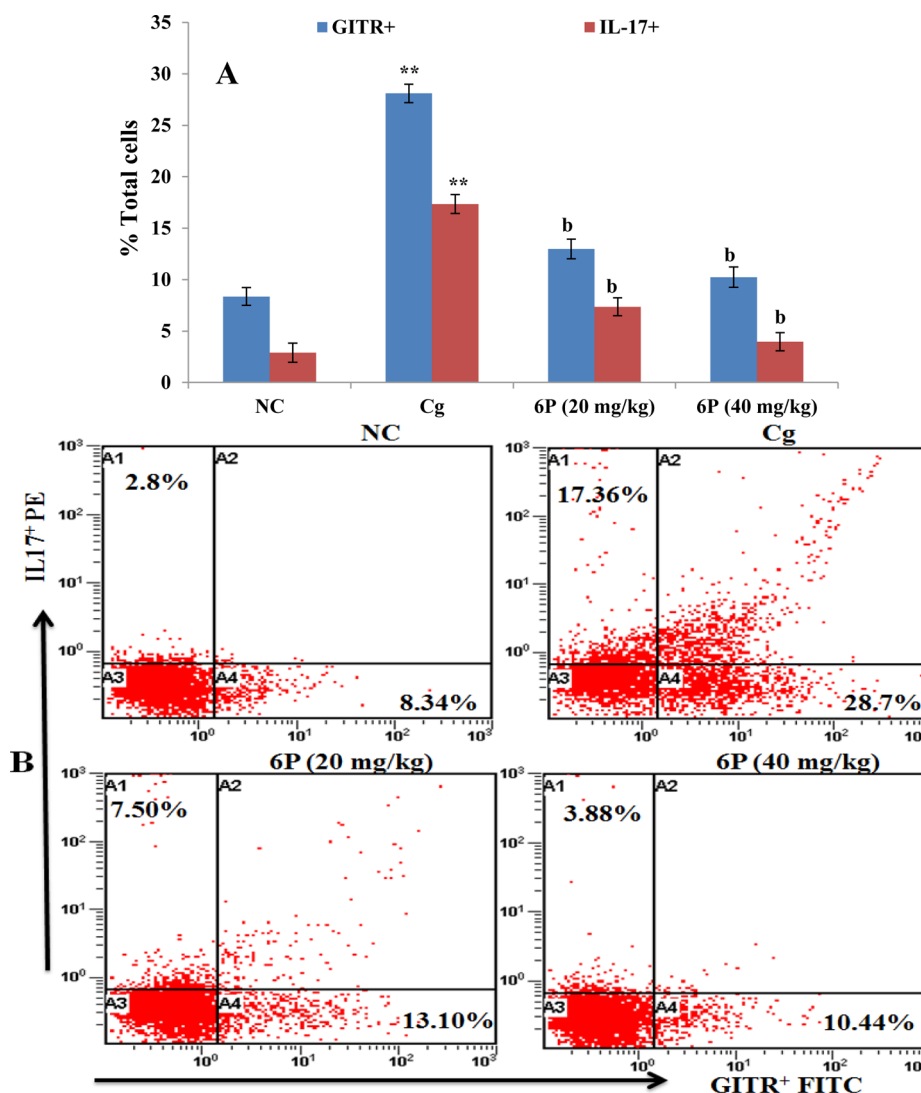 GITR+ IL-17+
A
% Total cells
35
30
25
20
15
10
5
0
** **
b b b b
NC Cg 6P (20 mg/kg) 6P (40 mg/kg)
NC Cg
IL17⁺ PE
10³
10²
10¹
10⁰
A1 A2
2.8%
A3 A4
8.34%
10⁰ 10¹ 10² 10³
10³
10²
10¹
10⁰
A1 A2
17.36%
A3 A4
28.7%
10⁰ 10¹ 10² 10
B
6P (20 mg/kg) 6P (40 mg/kg)
10³
10²
10¹
10⁰
A1 A2
7.50%
A3 A4
13.10%
10⁰ 10¹ 10² 10³
10³
10²
10¹
10⁰
A1 A2
3.88%
A3 A4
10.44%
10⁰ 10¹ 10² 10
GITR⁺ FITC